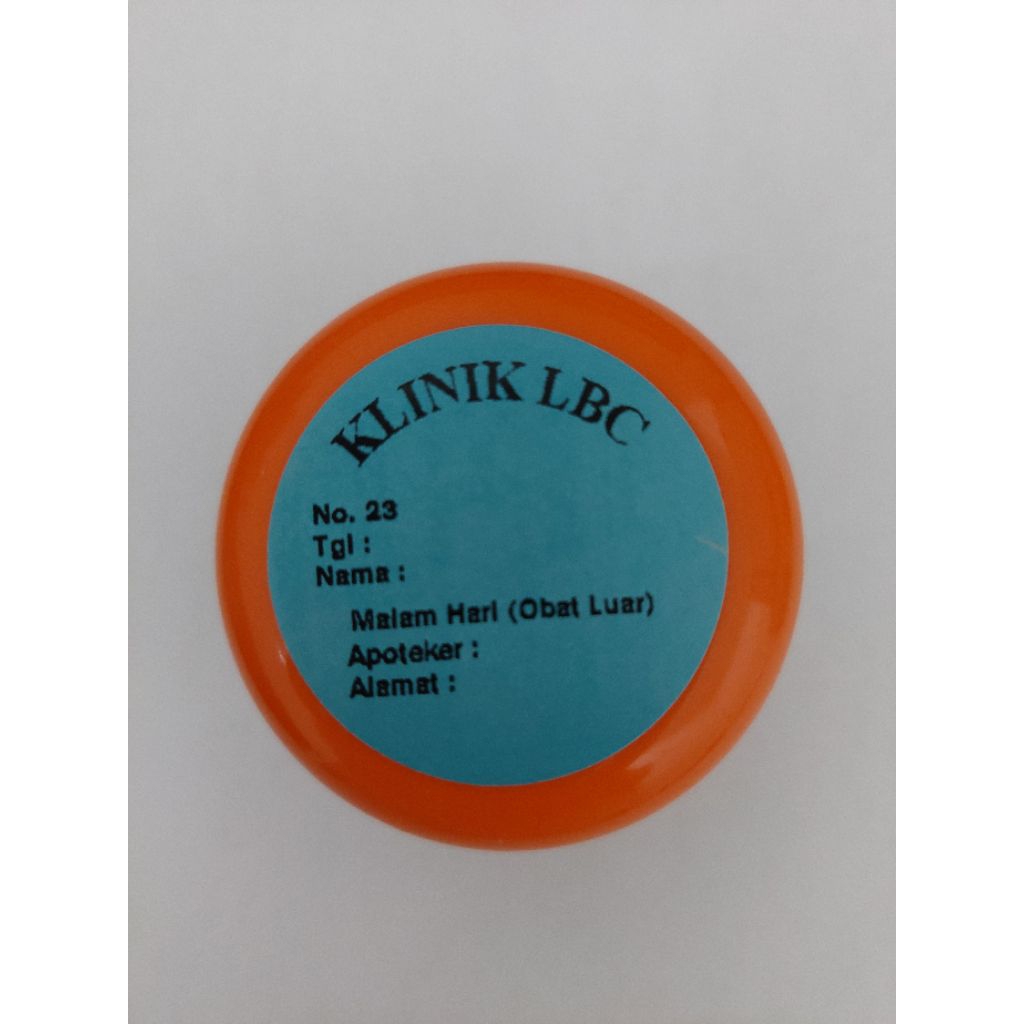 KLINIK LBC
No. 23
Tgl :
Nama :
Malam Hari (Obat Luar)
Apoteker :
Alamat :